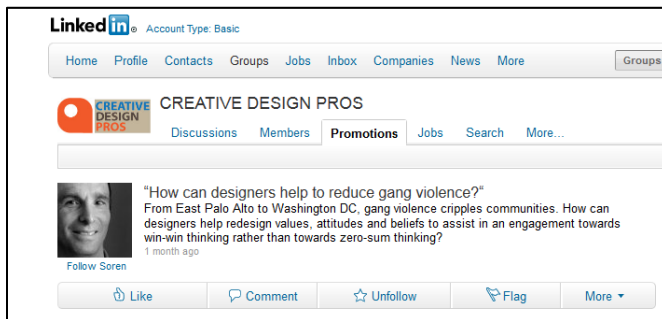 Linked in® Account Type: Basic
Home Profile Contacts Groups Jobs Inbox Companies News More Groups
CREATIVE DESIGN PROS
CREATIVE
DESIGN
PROS
Discussions Members Promotions Jobs Search More...
“How can designers help to reduce gang violence?“
From East Palo Alto to Washington DC, gang violence cripples communities. How can
designers help redesign values, attitudes and beliefs to assist in an engagement towards
win-win thinking rather than towards zero-sum thinking?
1 month ago
Follow Soren
Like Comment Unfollow Flag More